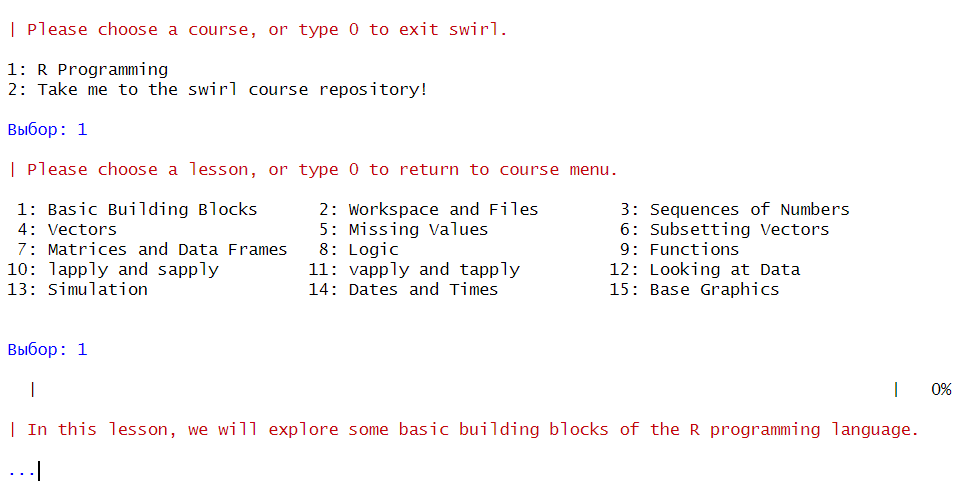 | Please choose a course, or type 0 to exit swirl.
1: R Programming
2: Take me to the swirl course repository!
Выбор: 1
| Please choose a lesson, or type 0 to return to course menu.
1: Basic Building Blocks 2: Workspace and Files 3: Sequences of Numbers
4: Vectors 5: Missing Values 6: Subsetting Vectors
7: Matrices and Data Frames 8: Logic 9: Functions
10: lapply and sapply 11: vapply and tapply 12: Looking at Data
13: Simulation 14: Dates and Times 15: Base Graphics
Выбор: 1
| | 0%
| In this lesson, we will explore some basic building blocks of the R programming language.
...